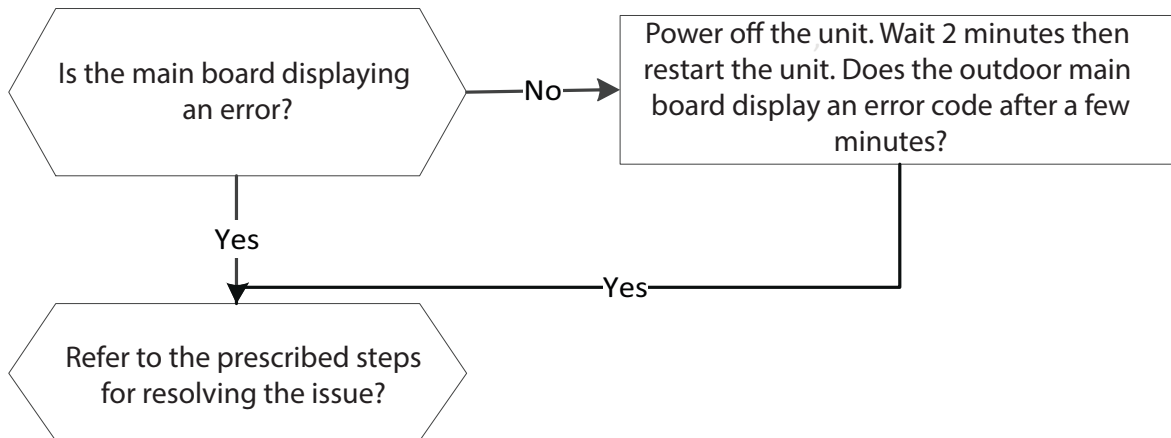 Is the main board displaying
an error?
No
Power off the unit. Wait 2 minutes then
restart the unit. Does the outdoor main
board display an error code after a few
minutes?
Yes
Yes
Refer to the prescribed steps
for resolving the issue?